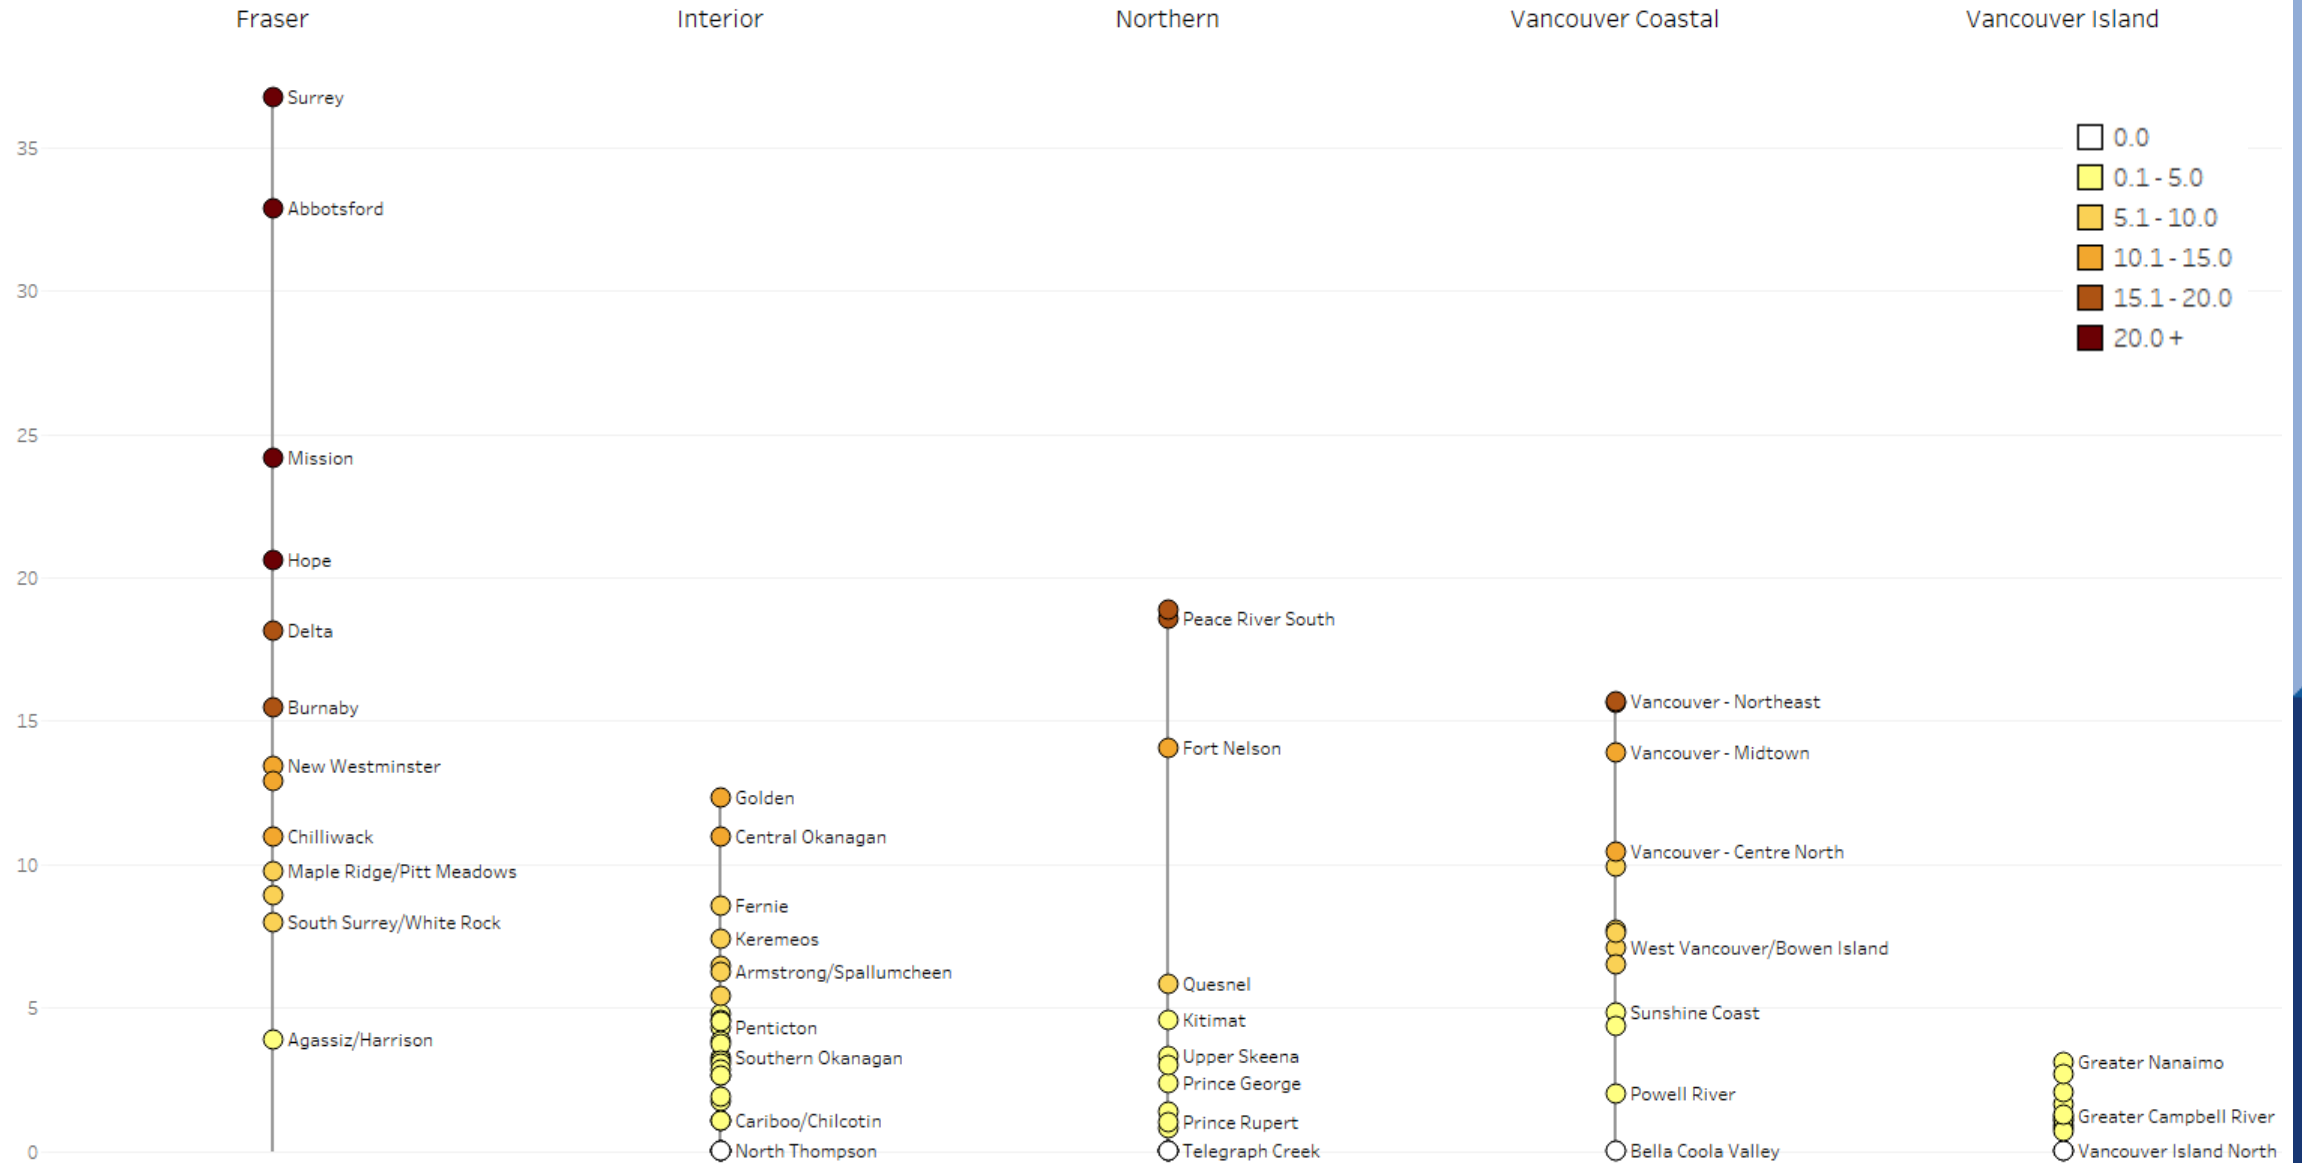 Fraser
Interior
Northern
Vancouver Coastal
Vancouver Island
35
30
25
20
15
10
5
0
Surrey
Abbotsford
Mission
Hope
Delta
Burnaby
New Westminster
Chilliwack
Maple Ridge/Pitt Meadows
South Surrey/White Rock
Agassiz/Harrison
Golden
Central Okanagan
Fernie
Keremeos
Armstrong/Spallumcheen
Penticton
Southern Okanagan
Cariboo/Chilcotin
North Thompson
Peace River South
Fort Nelson
Quesnel
Kitimat
Upper Skeena
Prince George
Prince Rupert
Telegraph Creek
Vancouver - Northeast
Vancouver - Midtown
Vancouver - Centre North
West Vancouver/Bowen Island
Sunshine Coast
Powell River
Bella Coola Valley
Greater Nanaimo
Greater Campbell River
Vancouver Island North
0.0
0.1 - 5.0
5.1 - 10.0
10.1 - 15.0
15.1 - 20.0
20.0 +